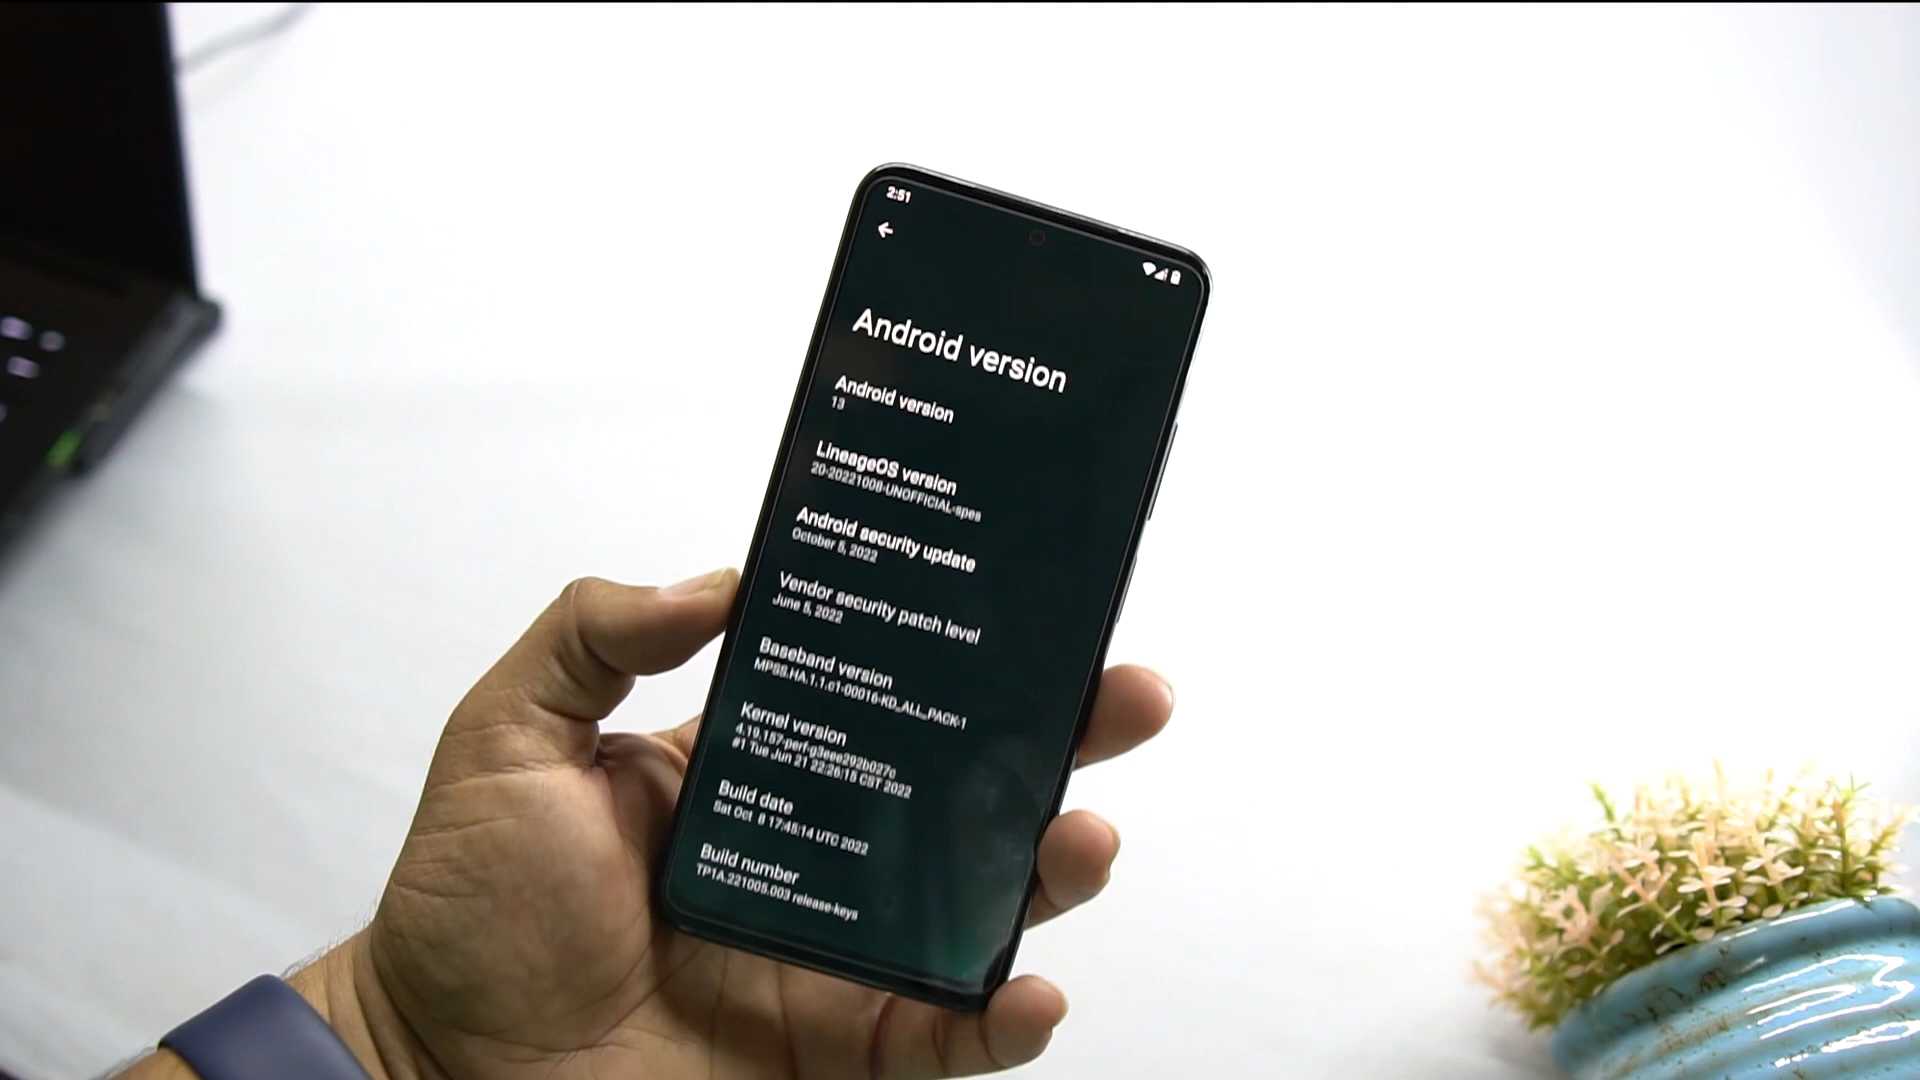 2:51
Android version
Android version
13
LineageOS version
20-20221008-UNOFFICIAL-spes
Android security update
October 5, 2022
Vendor security patch level
June 5, 2022
Baseband version
MPSS.HA.1.1.c1-00016-KD_ALL_PACK-1
Kernel version
4.19.157-perf-g3eee292b027c
#1 Tue Jun 21 22:26:15 CST 2022
Build date
Sat Oct 8 17:45:14 UTC 2022
Build number
TP1A.221005.003 release-keys